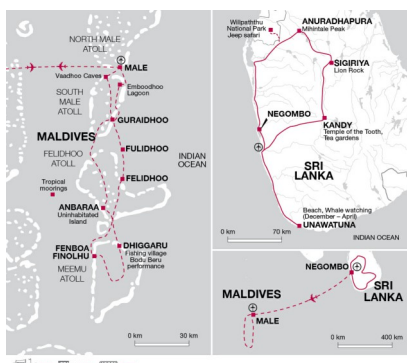 NORTH MALE
ATOLL
MALE
Vaadhoo Caves
Emboodhoo
Lagoon
SOUTH
MALE
ATOLL
GURAIDHOO
MALDIVES
FULIDHOO
FELIDHOO
ATOLL
INDIAN
OCEAN
FELIDHOO
Tropical
moorings
ANBARAA
Uninhabited
Island
FENBOA
FINOLHU
DHIGGARU
Fishing village
Bodu Beru
performance
MEEMU
ATOLL
0 km 30 km
Wilipaththu
National Park
Jeep safari
ANURADHAPURA
Mihintale Peak
SIGIRIYA
Lion Rock
NEGOMBO
KANDY
Temple of the Tooth,
Tea gardens
SRI
LANKA
Beach, Whale watching
(December – April)
UNAWATUNA
0 km 70 km
INDIAN OCEAN
NEGOMBO
SRI
LANKA
MALDIVES
MALE
0 km 400 km